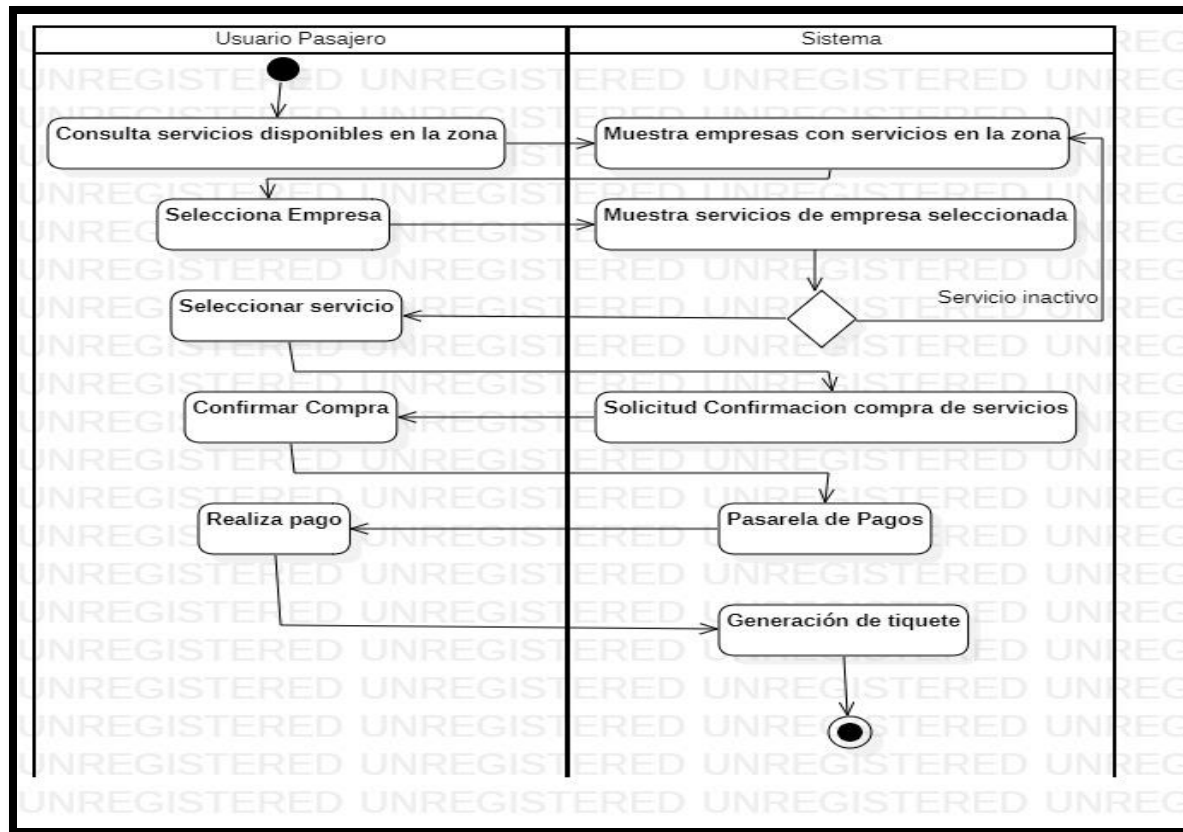 Usuario Pasajero
Sistema
Consulta servicios disponibles en la zona
Muestra empresas con servicios en la zona
Selecciona Empresa
Muestra servicios de empresa seleccionada
Seleccionar servicio
Servicio inactivo
Confirmar Compra
Solicitud Confirmacion compra de servicios
Realiza pago
Pasarela de Pagos
Generación de tiquete
UNREGISTERED